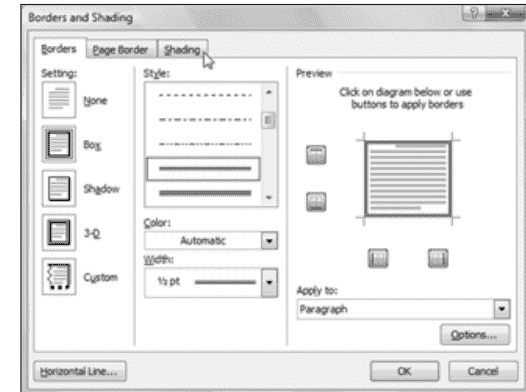 Borders and Shading
Borders Page Border Shading
Setting:
None
Box
Shadow
3-D
Custom
Style:
Color:
Automatic
Width:
½ pt
Preview
Click on diagram below or use
buttons to apply borders
Apply to:
Paragraph
Options...
Horizontal Line...
OK
Cancel